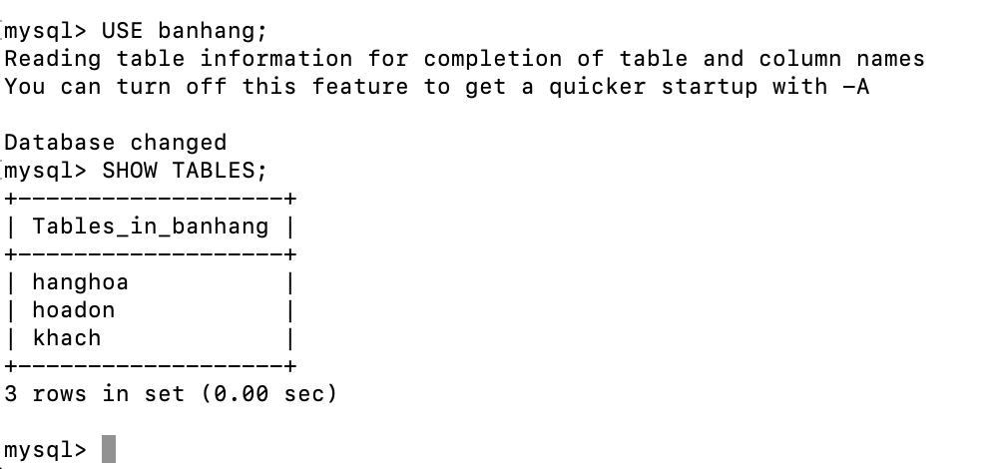 mysql> USE banhang;
Reading table information for completion of table and column names
You can turn off this feature to get a quicker startup with -A

Database changed
mysql> SHOW TABLES;
+-------------------+
| Tables_in_banhang |
+-------------------+
| hanghoa           |
| hoadon            |
| khach             |
+-------------------+
3 rows in set (0.00 sec)

mysql>